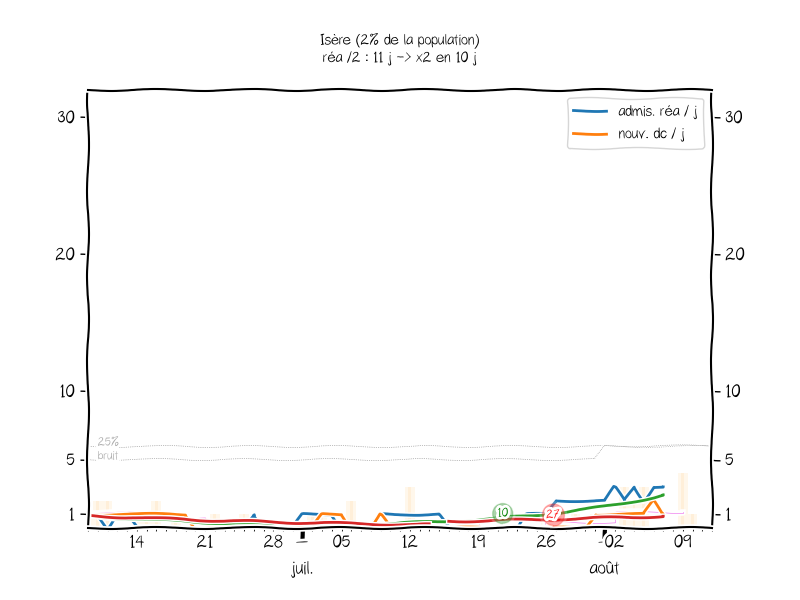 Isère (2% de la population)
réa /2 : 11 j -> x2 en 10 j
admis. réa / j
nouv. dc / j
30
30
20
20
10
10
25%
bruit
5
5
10
27
1
1
14 21 28 05 12 19 26 02 09
juil. août